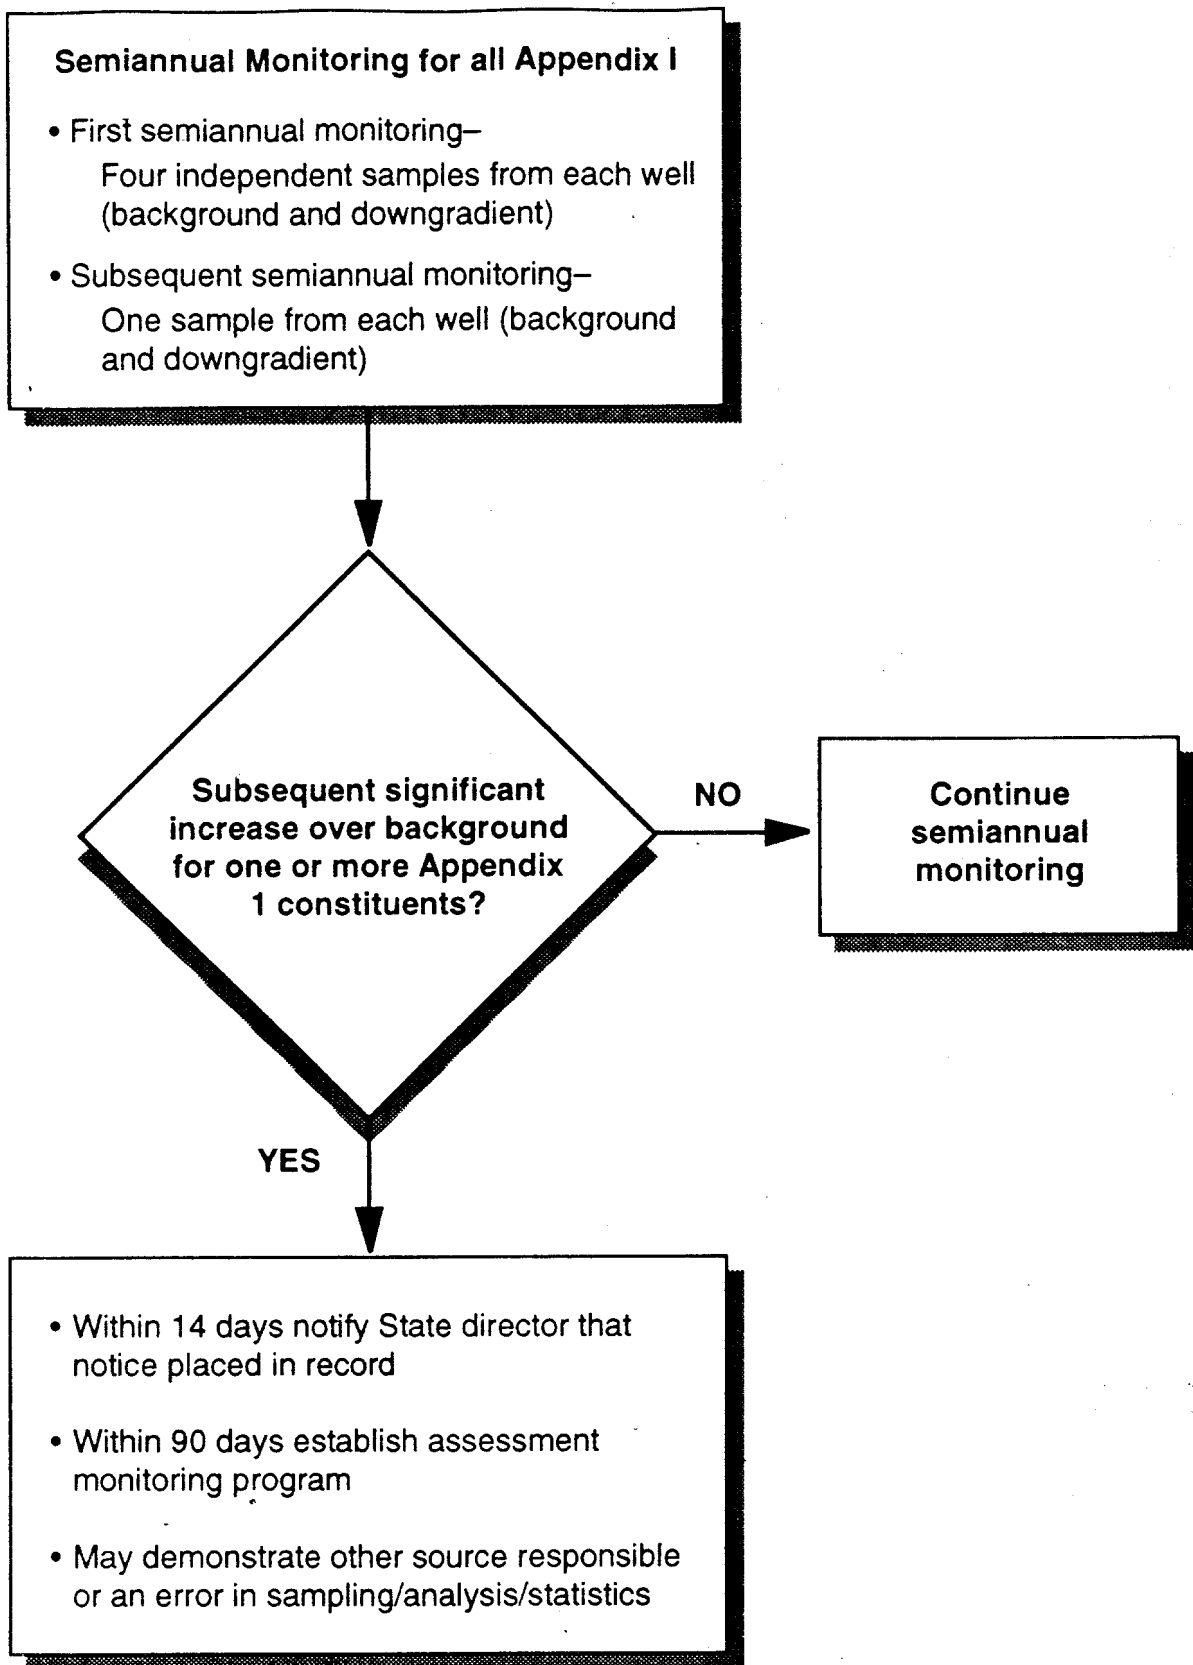 Semiannual Monitoring for all Appendix I
• First semiannual monitoring–
Four independent samples from each well
(background and downgradient)
• Subsequent semiannual monitoring–
One sample from each well (background
and downgradient)
Subsequent significant
increase over background
for one or more Appendix
1 constituents?
NO
Continue
semiannual
monitoring
YES
• Within 14 days notify State director that
notice placed in record
• Within 90 days establish assessment
monitoring program
• May demonstrate other source responsible
or an error in sampling/analysis/statistics